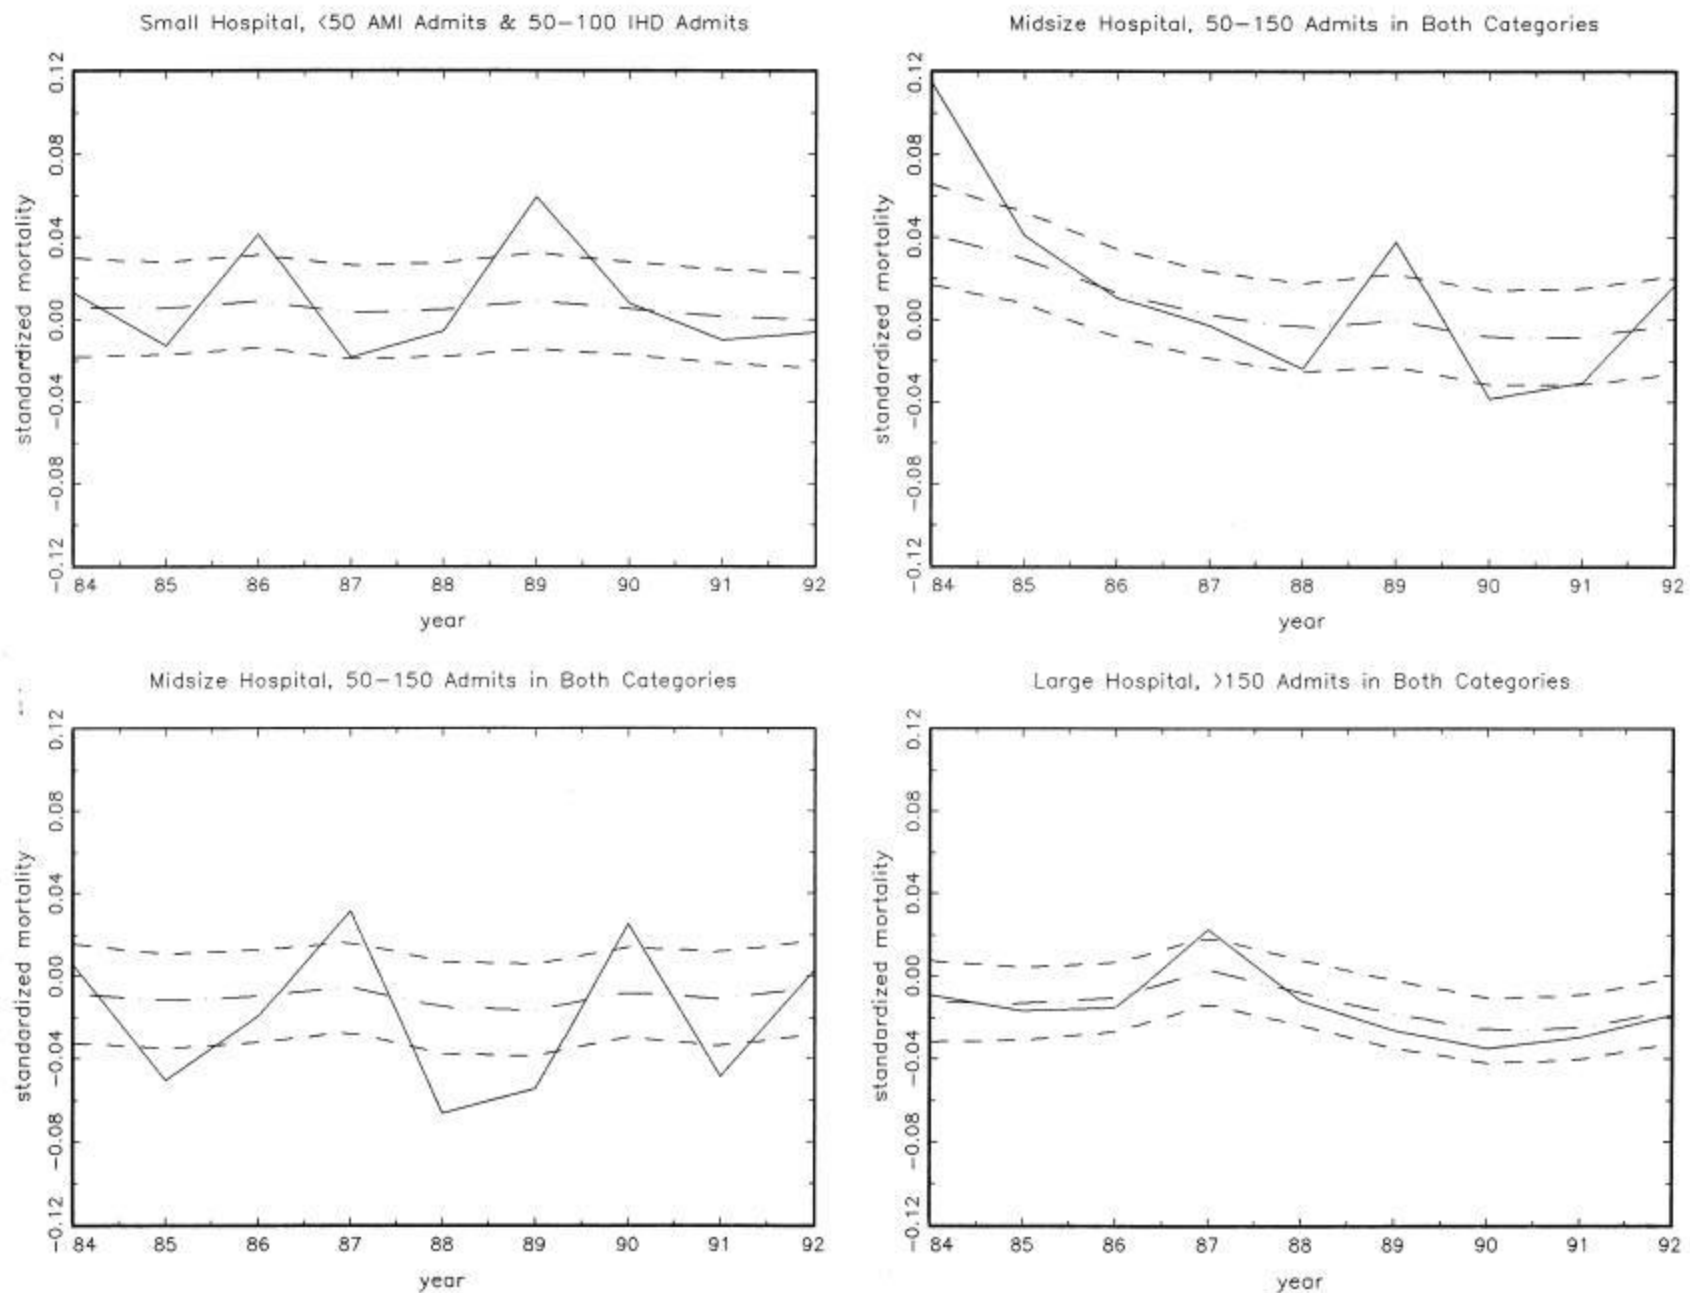 Small Hospital, <50 AMI Admits & 50-100 IHD Admits
standardized mortality
0.12
0.08
0.04
0.00
-0.04
-0.08
-0.12
84 85 86 87 88 89 90 91 92
year
Midsize Hospital, 50-150 Admits in Both Categories
standardized mortality
0.12
0.08
0.04
0.00
-0.04
-0.08
-0.12
84 85 86 87 88 89 90 91 92
year
Midsize Hospital, 50-150 Admits in Both Categories
standardized mortality
0.12
0.08
0.04
0.00
-0.04
-0.08
-0.12
84 85 86 87 88 89 90 91 92
year
Large Hospital, >150 Admits in Both Categories
standardized mortality
0.12
0.08
0.04
0.00
-0.04
-0.08
-0.12
84 85 86 87 88 89 90 91 92
year